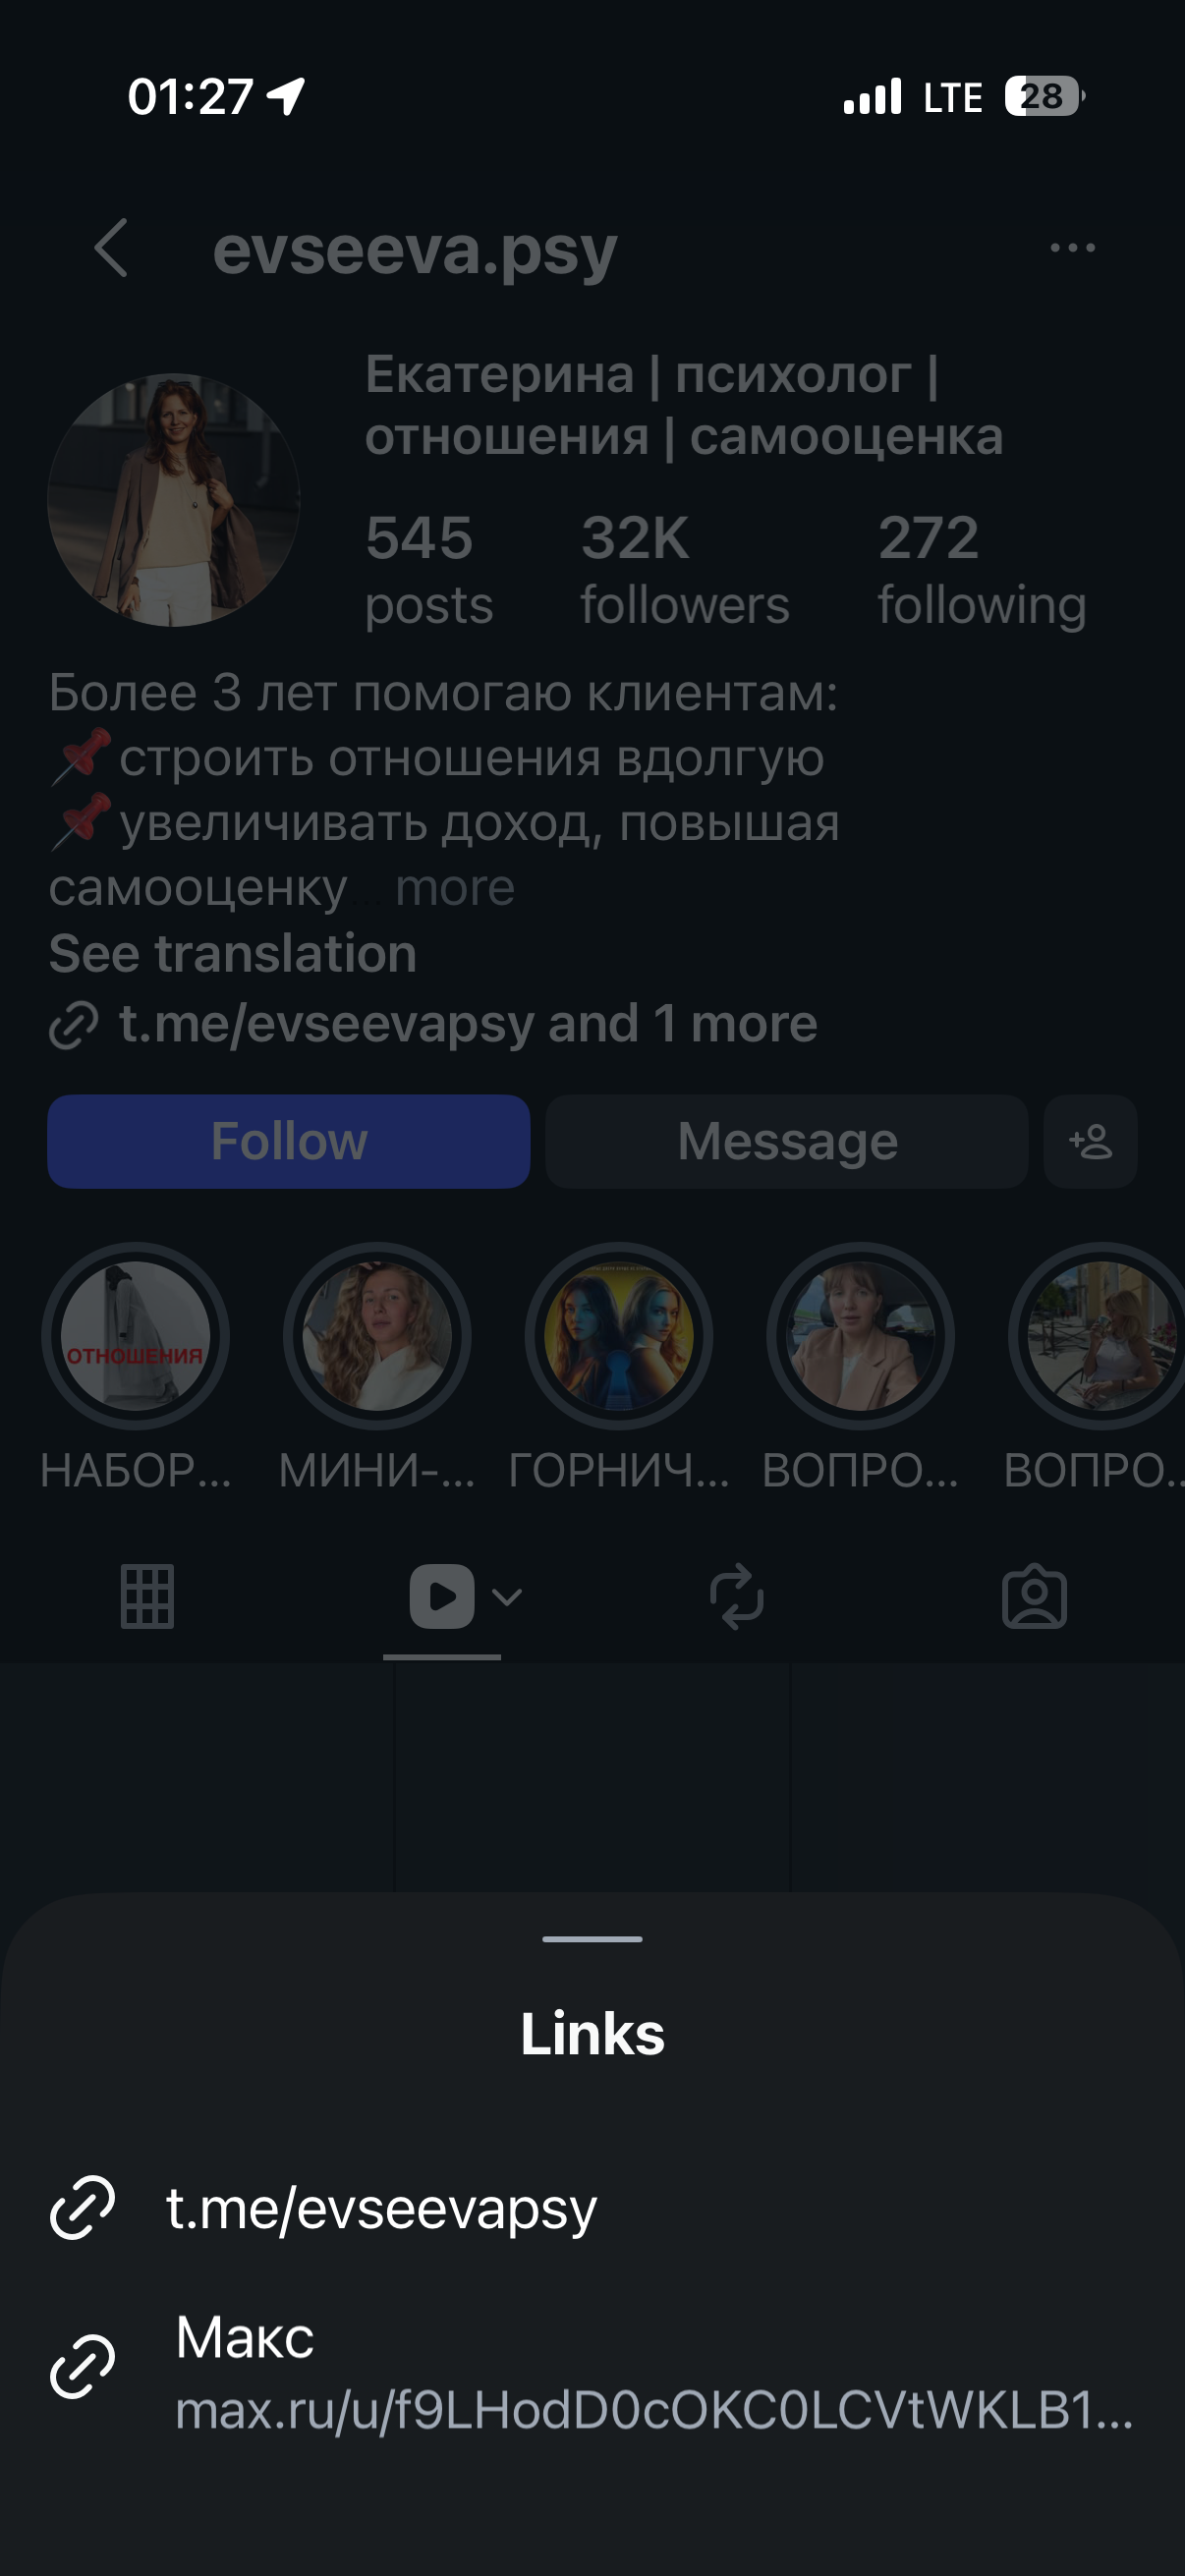 01:27
LTE
28
evseeva.psy
Екатерина | психолог |
отношения | самооценка
545
32K
272
posts
followers
following
Более 3 лет помогаю клиентам:
📌строить отношения вдолгую
📌увеличивать доход, повышая
самооценку... more
See translation
t.me/evseevapsy and 1 more
Follow
Message
ОТНОШЕНИЯ
НАБОР...
МИНИ-...
ГОРНИЧ...
ВОПРО...
ВОПРО...
Links
t.me/evseevapsy
Макс
max.ru/u/f9LHodD0cOKC0LCVtWKLB1...